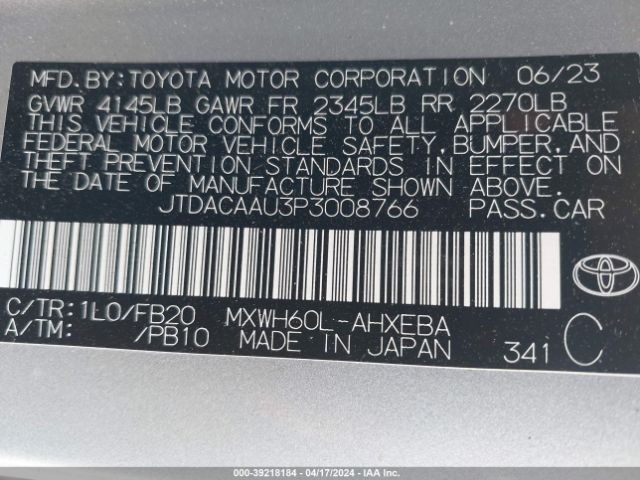 MFD.BY:TOYOTA MOTOR CORPORATION 06/23
GVWR 4145LB GAWR FR 2345LB RR 2270LB
THIS VEHICLE CONFORMS TO ALL APPLICABLE
FEDERAL MOTOR VEHICLE SAFETY,BUMPER,AND
THEFT PREVENTION STANDARDS IN EFFECT ON
THE DATE OF MANUFACTURE SHOWN ABOVE.
JTDACAAU3P3008766 PASS.CAR
C/TR:1L0/FB20 MXWH60L-AHXEBA
A/TM: /PB10 MADE IN JAPAN 341 C
000-39218184 - 04/17/2024 - IAA Inc.